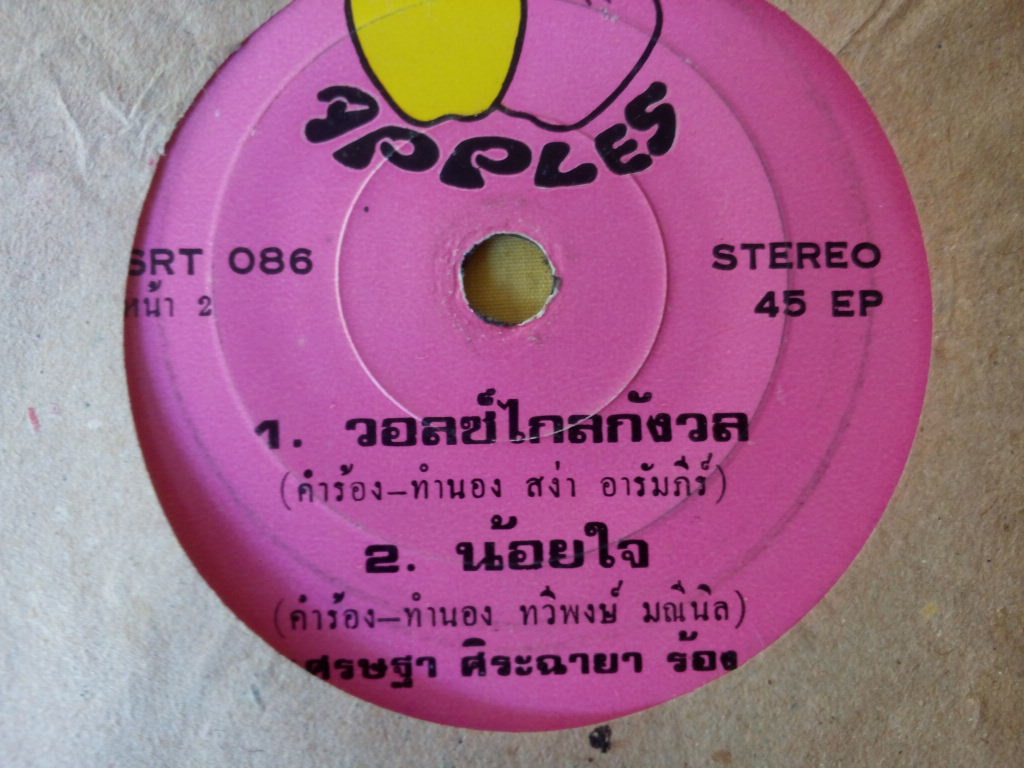 APPLES
SRT 086
STEREO
หน้า 2
45 EP
1. วอลซ์ไกลกังวล
(คำร้อง–ทำนอง สง่า อารัมภีร์)
2. น้อยใจ
(คำร้อง–ทำนอง ทวีพงษ์ มณีนิล)
ศรษฐา ศิระฉายา ร้อง